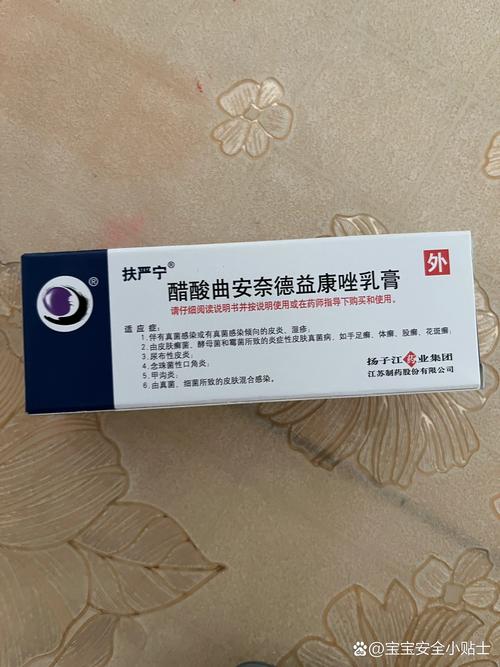 扶严宁®
醋酸曲安奈德益康唑乳膏
请仔细阅读说明书并按说明使用或在药师指导下购买和使用。
外
®
适应症：
1、伴有真菌感染或有真菌感染倾向的皮炎、湿疹；
2、由皮肤癣菌、酵母菌和霉菌所致的炎症性皮肤真菌病，如手足癣、体癣、股癣、花斑癣；
3、尿布性皮炎；
4、念珠菌性口角炎；
5、甲沟炎；
6、由真菌、细菌所致的皮肤混合感染。
扬子江药业集团
江苏制药股份有限公司
@宝宝安全小贴士